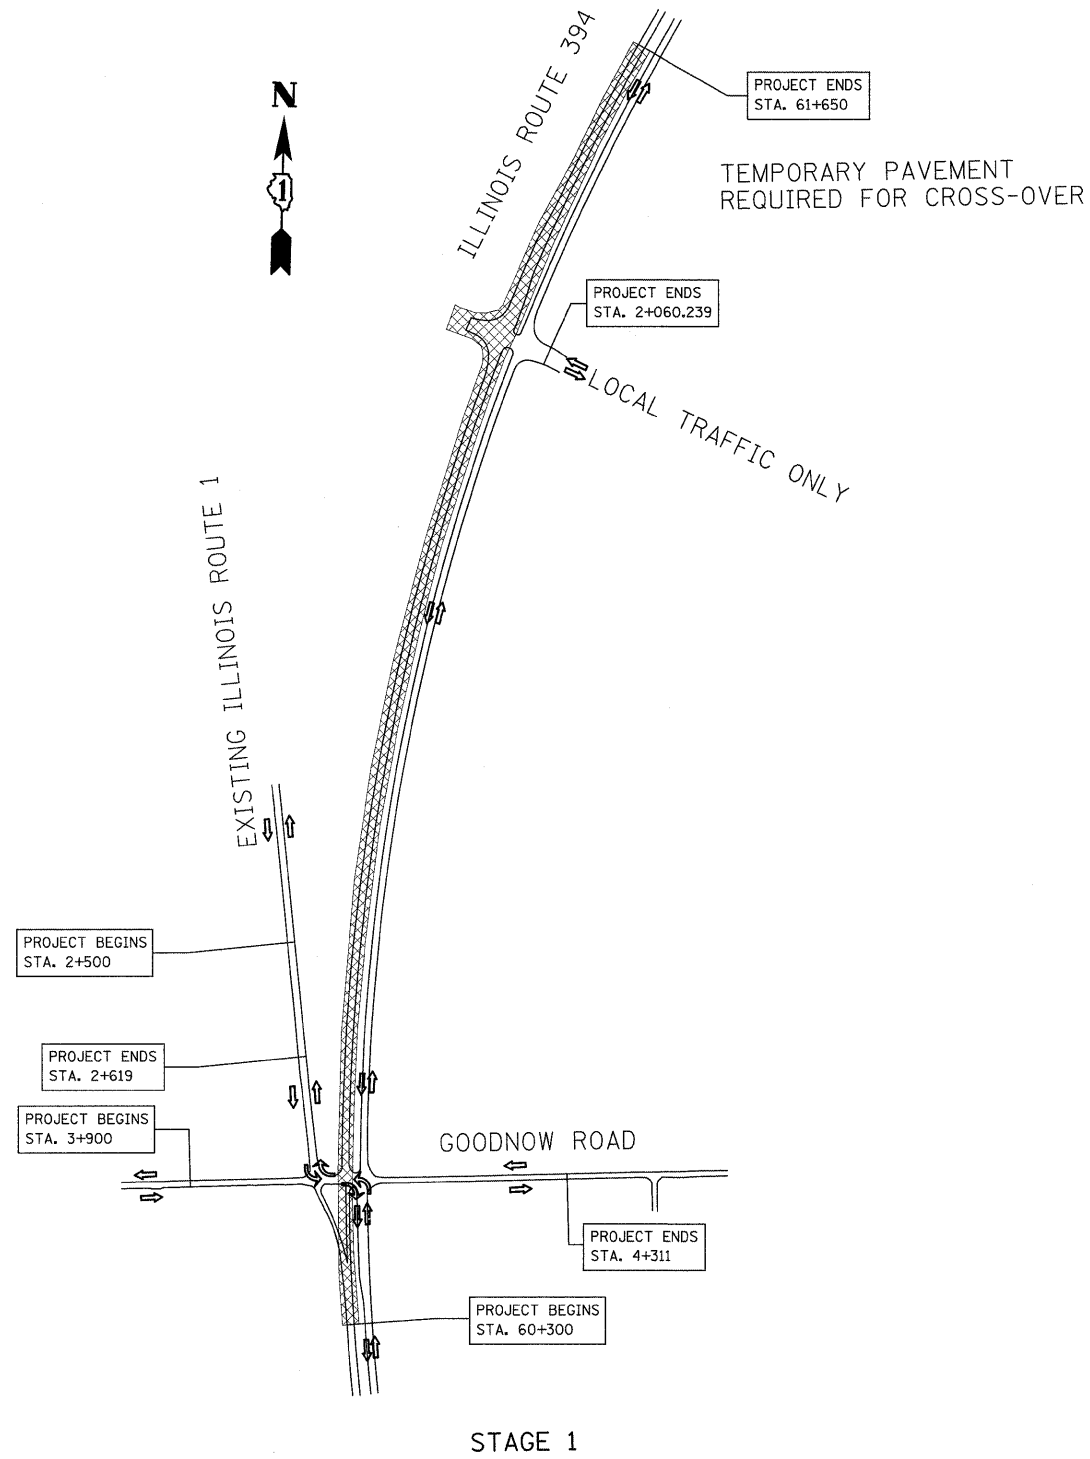 ILLINOIS ROUTE 394
N
1
PROJECT ENDS
STA. 61+650
TEMPORARY PAVEMENT
REQUIRED FOR CROSS-OVER
PROJECT ENDS
STA. 2+060.239
LOCAL TRAFFIC ONLY
EXISTING ILLINOIS ROUTE 1
PROJECT BEGINS
STA. 2+500
PROJECT ENDS
STA. 2+619
PROJECT BEGINS
STA. 3+900
GOODNOW ROAD
PROJECT ENDS
STA. 4+311
PROJECT BEGINS
STA. 60+300
STAGE 1